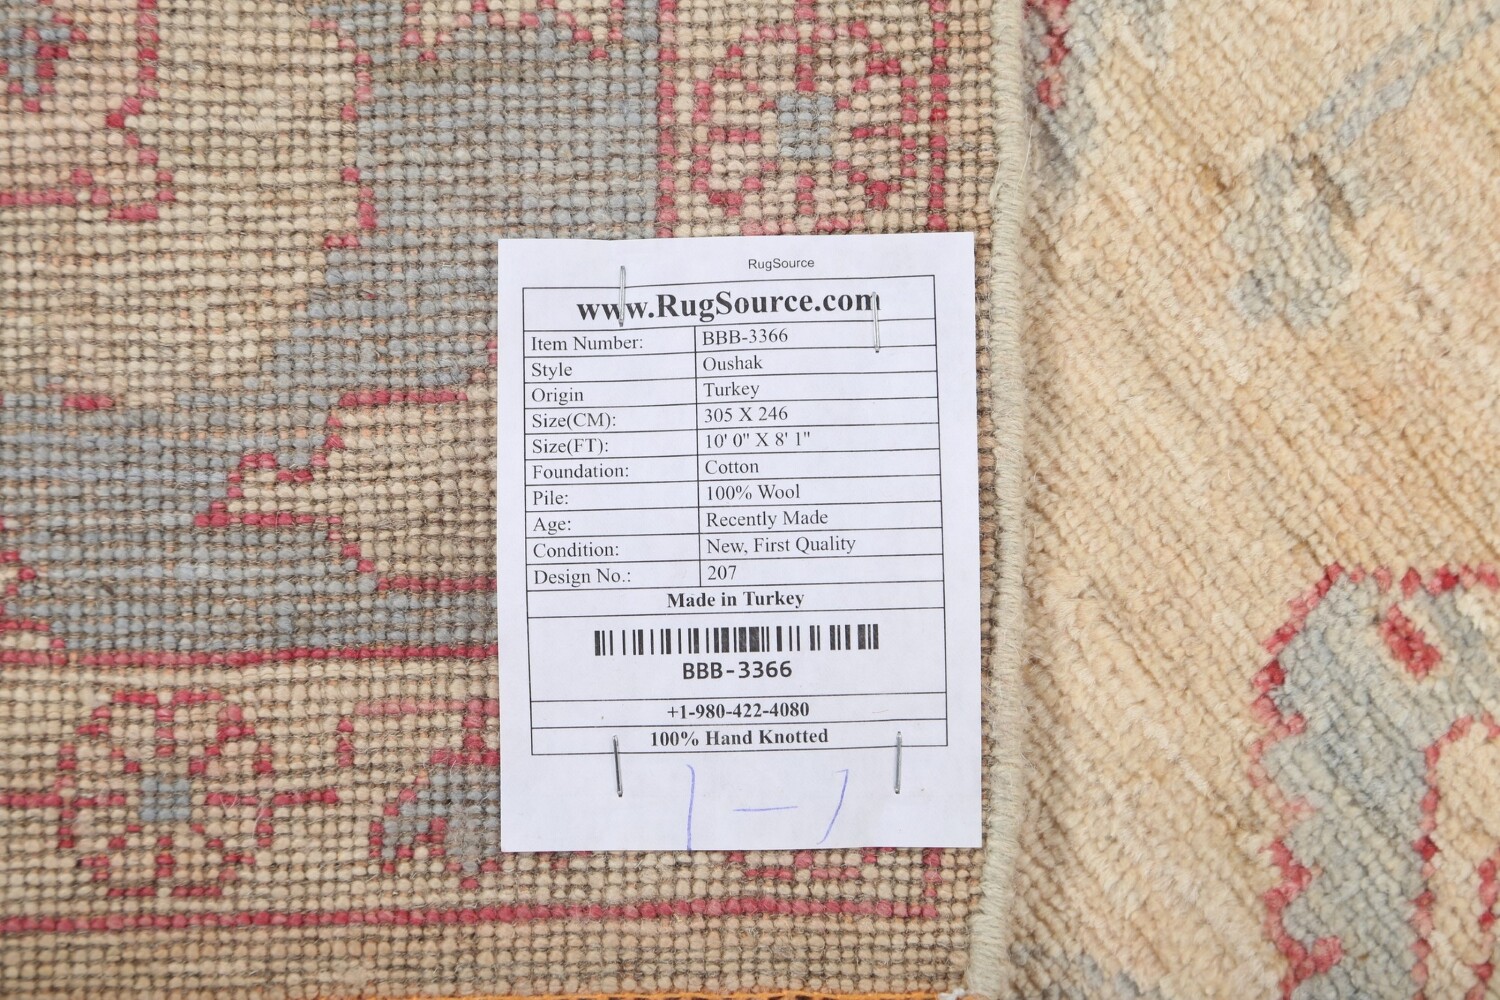 RugSource
www.RugSource.com
Item Number: BBB-3366
Style Oushak
Origin Turkey
Size(CM): 305 X 246
Size(FT): 10' 0" X 8' 1"
Foundation: Cotton
Pile: 100% Wool
Age: Recently Made
Condition: New, First Quality
Design No.: 207
Made in Turkey
BBB-3366
+1-980-422-4080
100% Hand Knotted
1-1